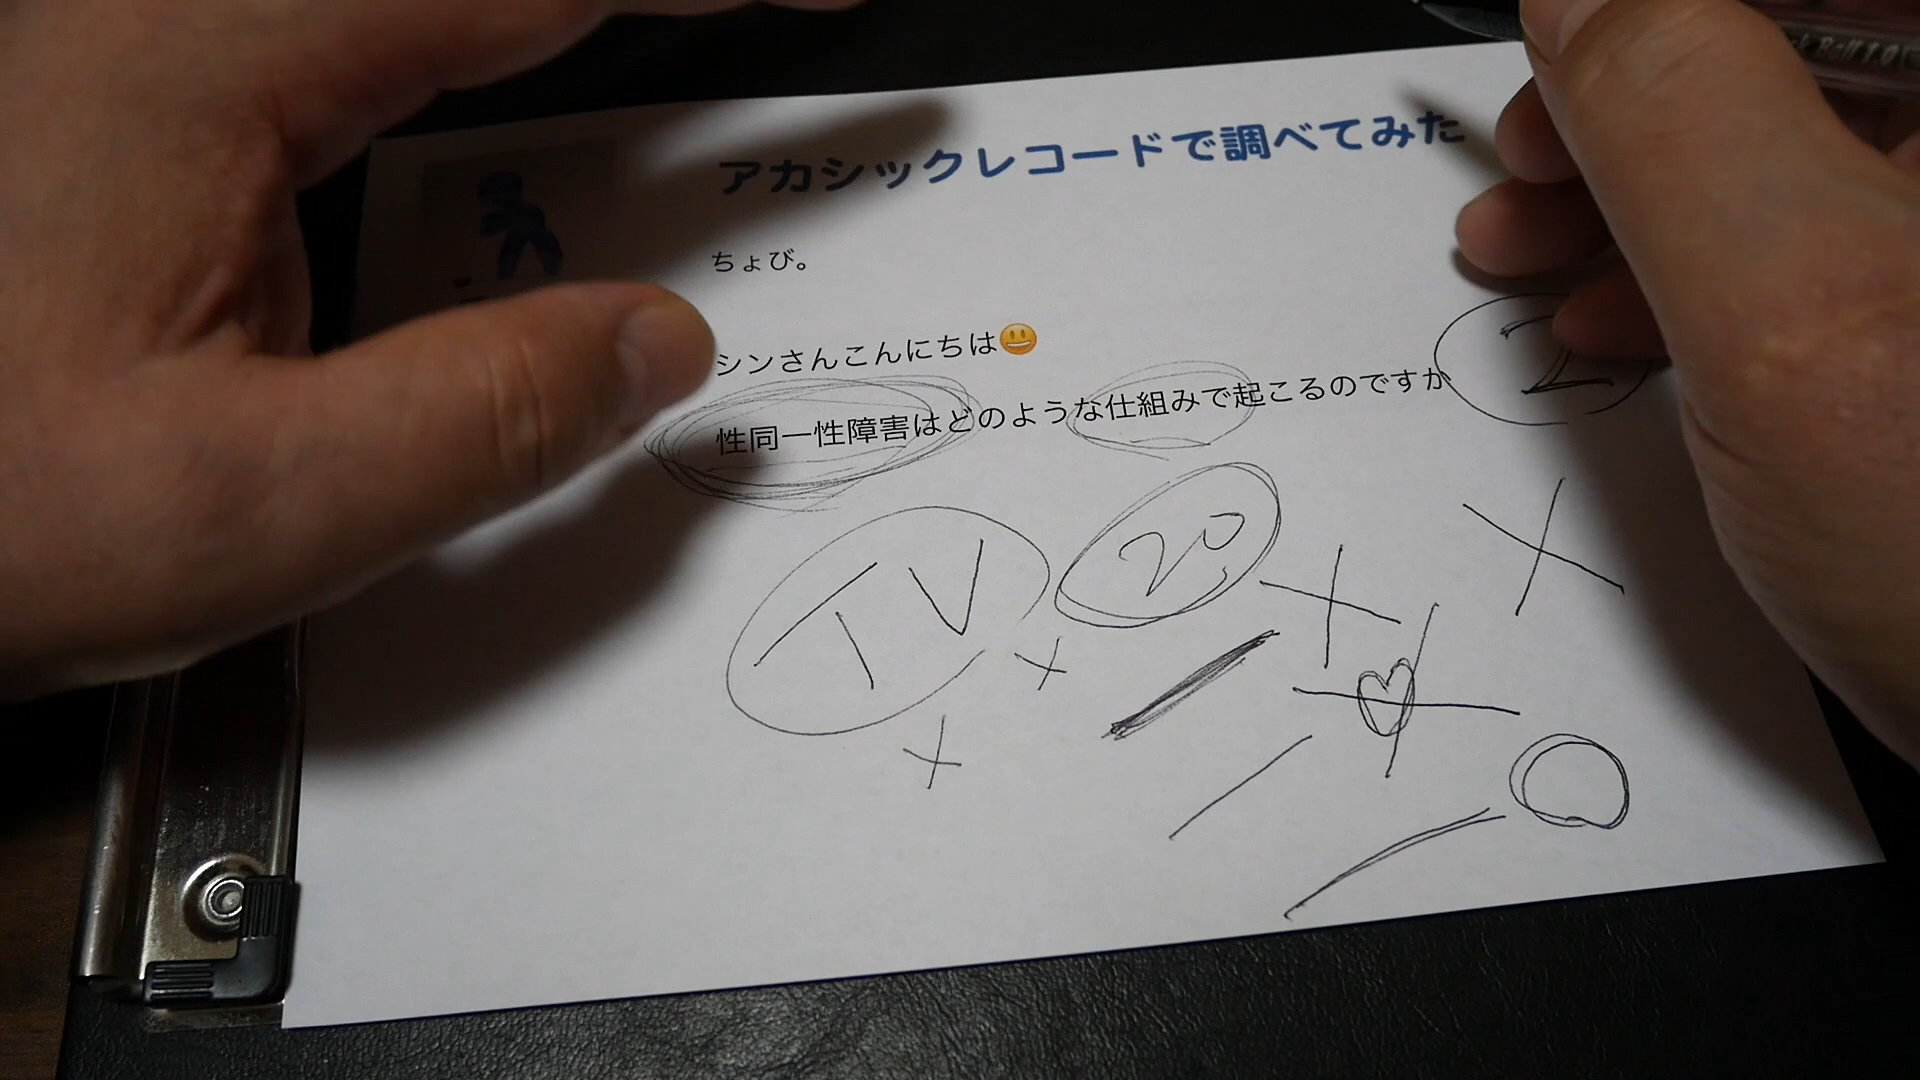 アカシックレコードで調べてみた
ちょび。
シンさんこんにちは😃
性同一性障害はどのような仕組みで起こるのですか
2
TV
20